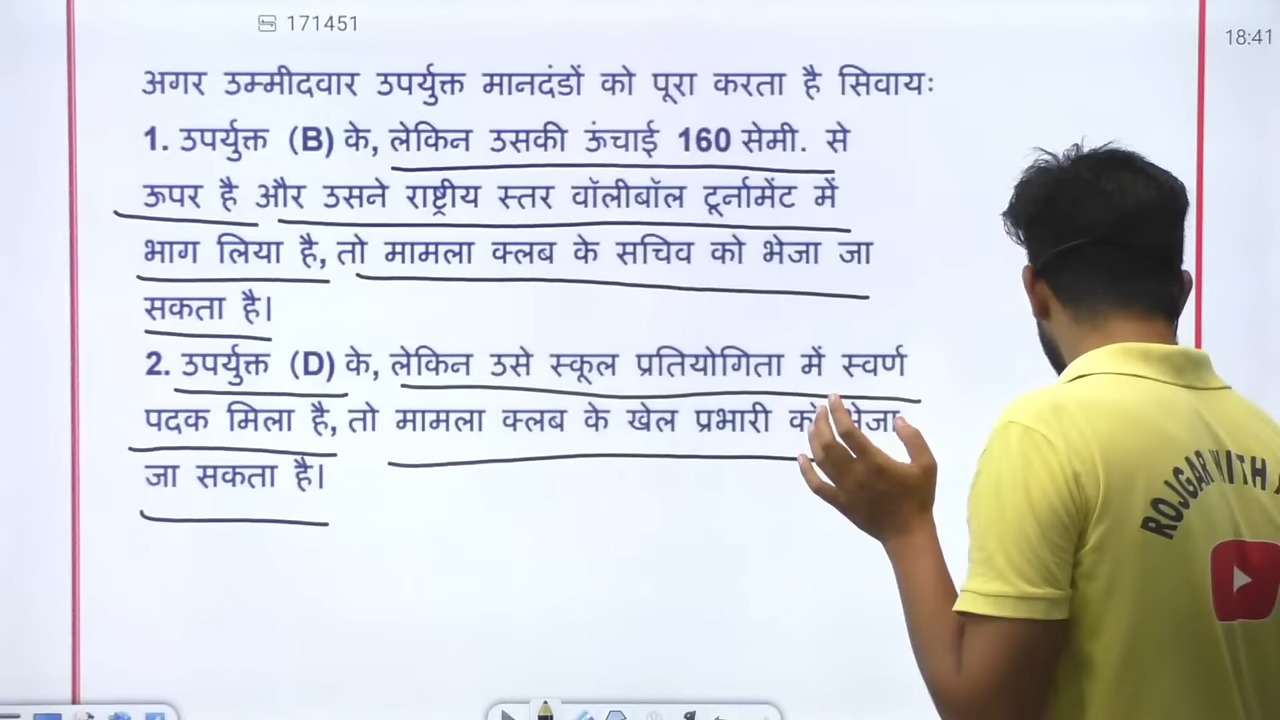 171451
18:41
अगर उम्मीदवार उपर्युक्त मानदंडों को पूरा करता है सिवायः
1. उपर्युक्त (B) के, लेकिन उसकी ऊंचाई 160 सेमी. से
ऊपर है और उसने राष्ट्रीय स्तर वॉलीबॉल टूर्नामेंट में
भाग लिया है, तो मामला क्लब के सचिव को भेजा जा
सकता है।
2. उपर्युक्त (D) के, लेकिन उसे स्कूल प्रतियोगिता में स्वर्ण
पदक मिला है, तो मामला क्लब के खेल प्रभारी को भेजा
जा सकता है।
ROJGAR WITH